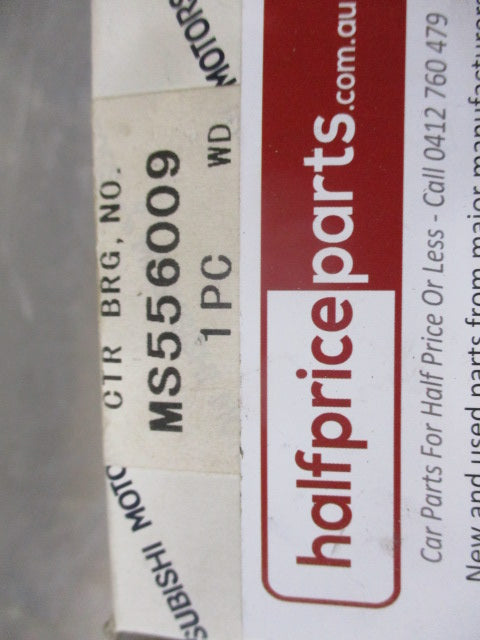 MOTORS
CTR BRG, NO.
MS556009
1 PC WD
SUBISHI MOTO
halfpriceparts.com.au
Car Parts For Half Price Or Less - Call 0412 760 479
New and used parts from major manufacturers